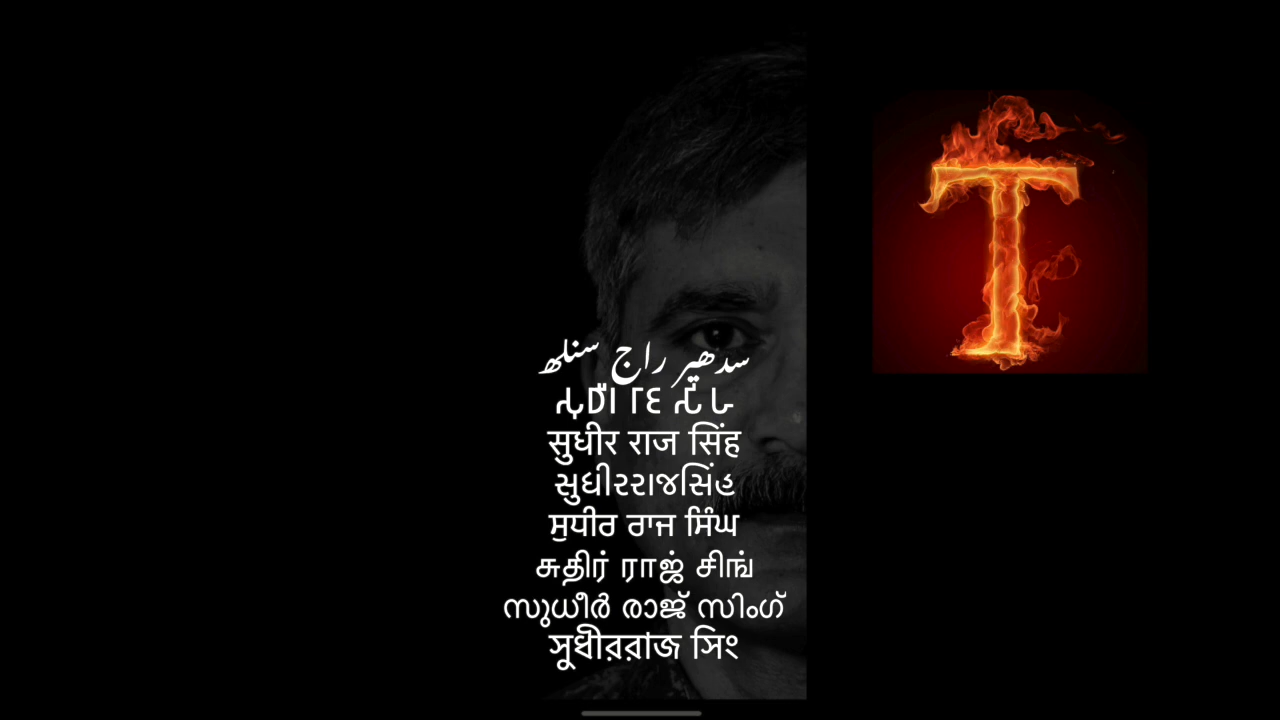 سدھیر راج سنگھ
सुधीर राज सिंह
સુધીરરાજસિંહ
ਸੁਧੀਰ ਰਾਜ ਸਿੰਘ
சுதிர் ராஜ் சிங்
സുധീർ രാജ് സിംഗ്
সুধীররাজ সিং
T